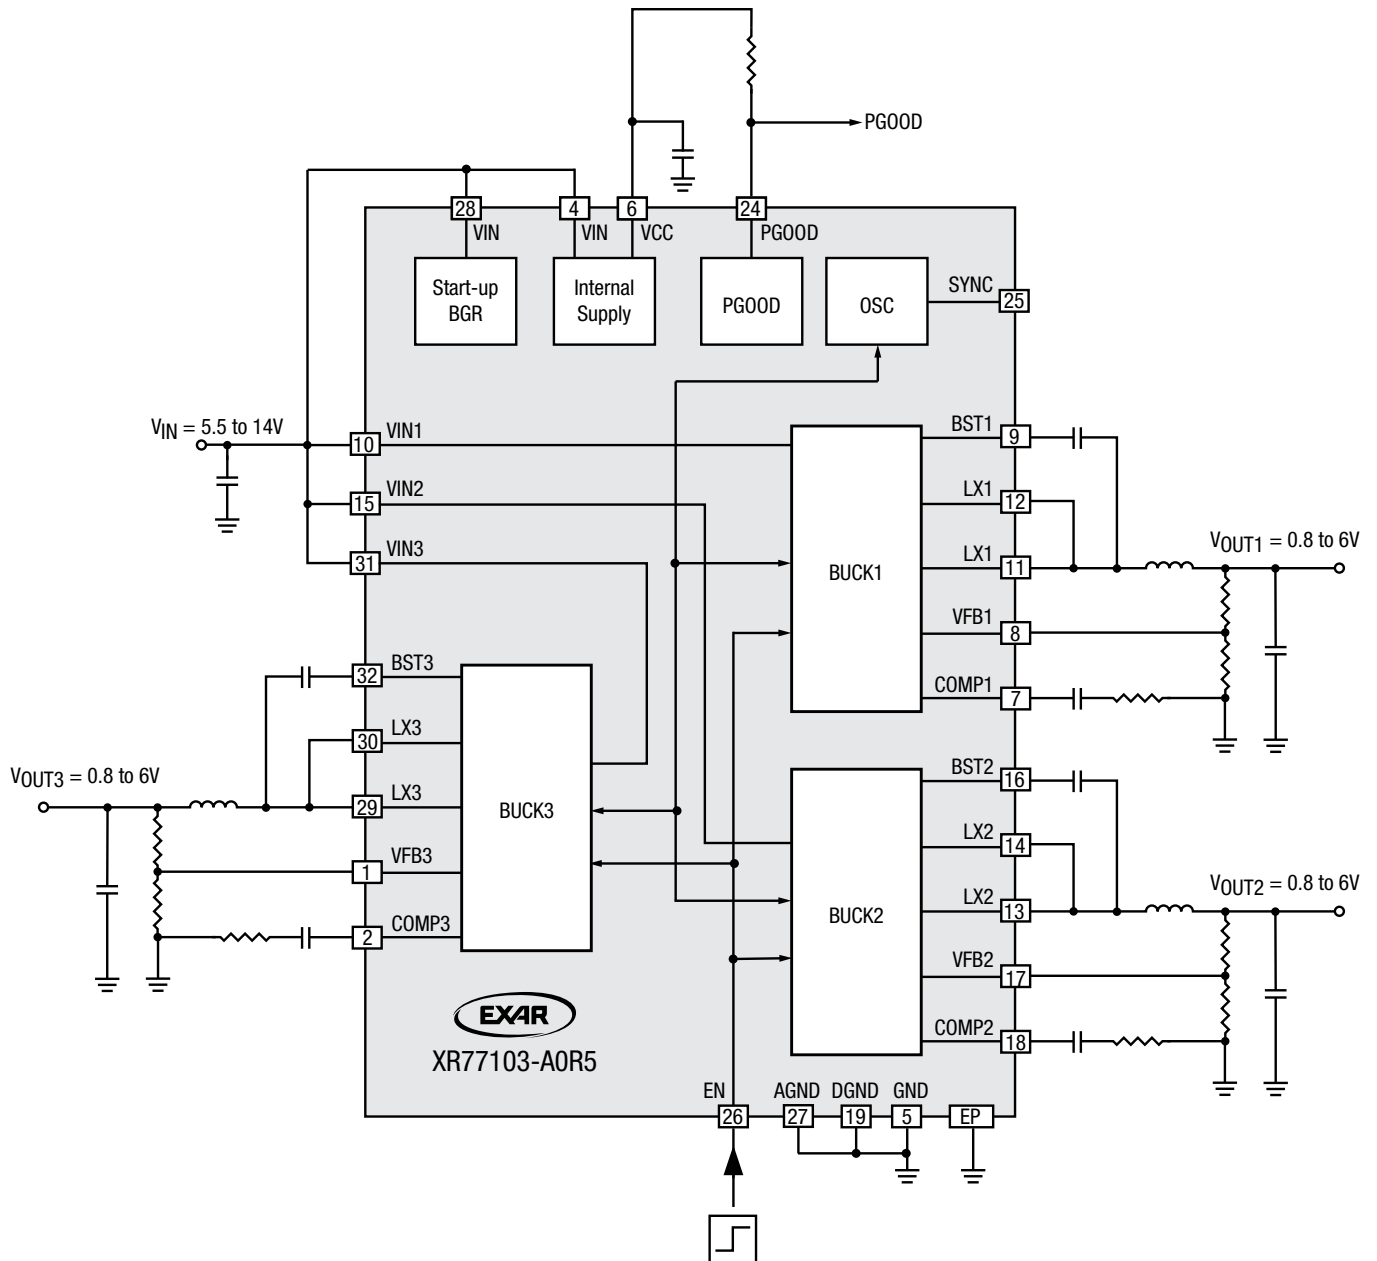 PGOOD
28
4
6
24
VIN
VIN
VCC
PGOOD
Start-up
BGR
Internal
Supply
PGOOD
OSC
SYNC
25
VIN = 5.5 to 14V
10
VIN1
15
VIN2
31
VIN3
BUCK1
BST1
9
LX1
12
LX1
11
VFB1
8
COMP1
7
VOUT1 = 0.8 to 6V
32
BST3
30
LX3
29
LX3
1
VFB3
2
COMP3
VOUT3 = 0.8 to 6V
BUCK3
BUCK2
BST2
16
LX2
14
LX2
13
VFB2
17
COMP2
18
VOUT2 = 0.8 to 6V
EXAR
XR77103-A0R5
EN
AGND
DGND
GND
26
27
19
5
EP